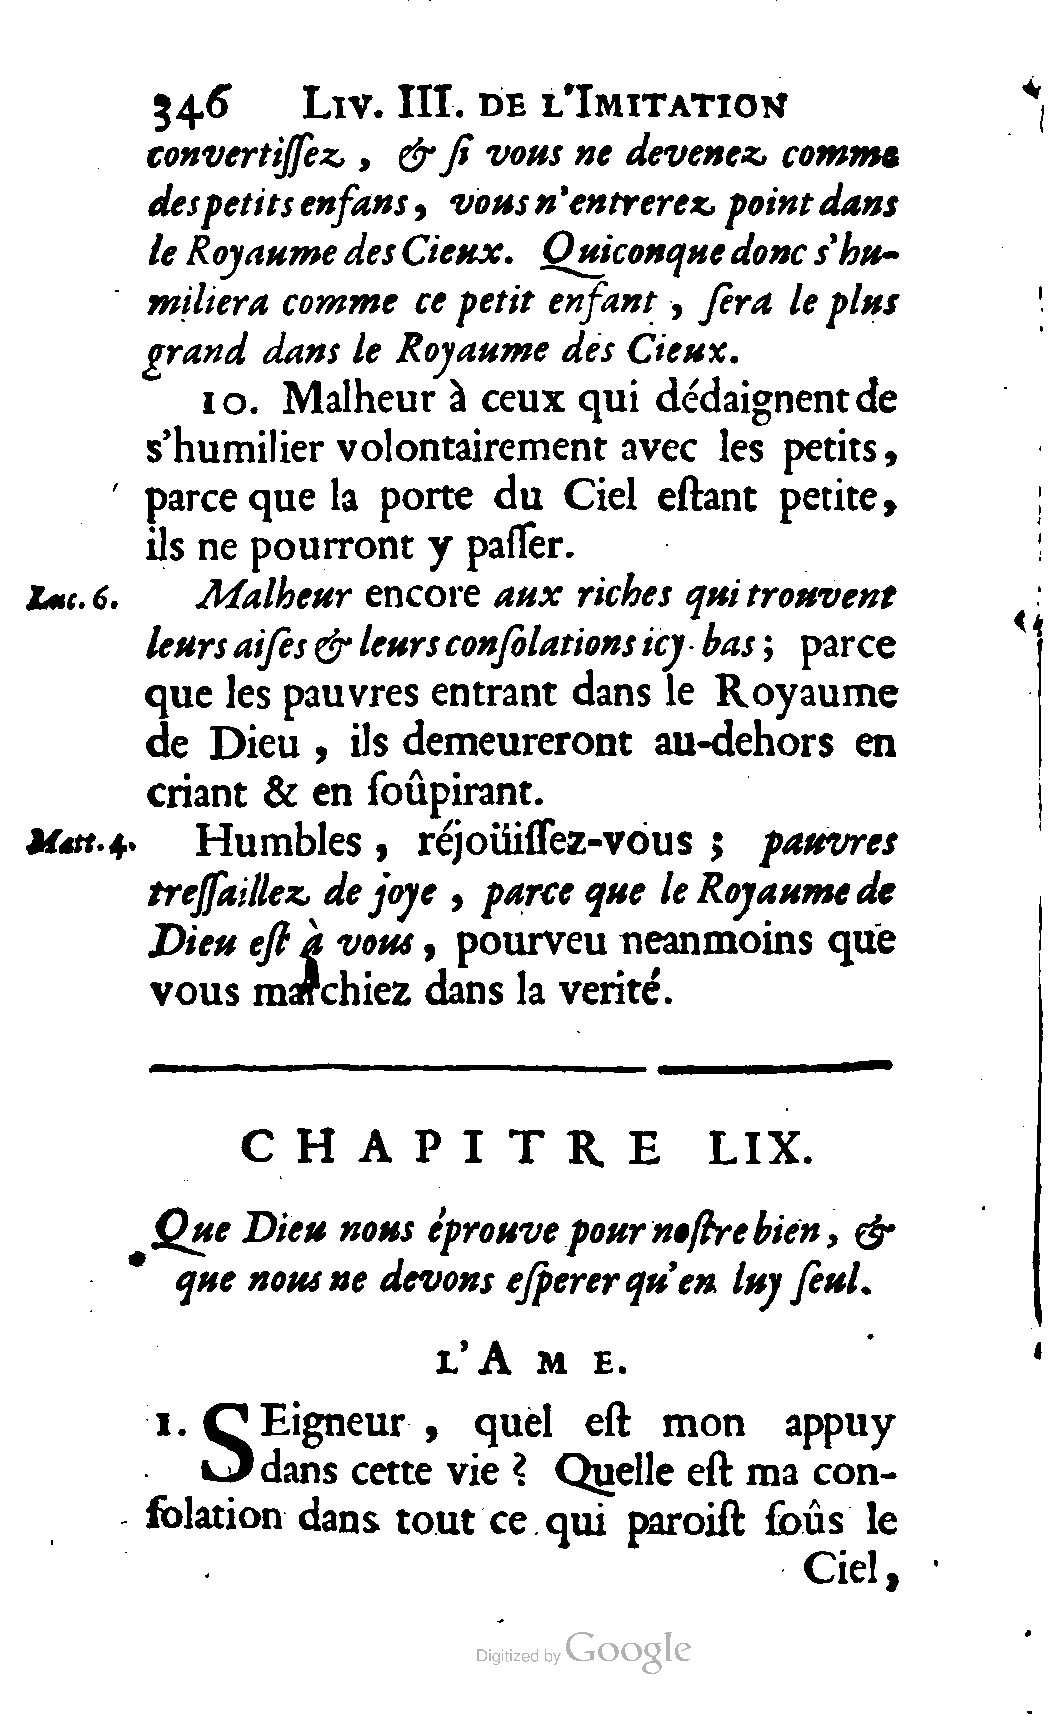 346 LIV. III. DE L'IMITATION
convertiſſez, & ſi vous ne devenez comme
des petits enfans, vous n'entrerez point dans
le Royaume des Cieux. Quiconque donc s'hu-
miliera comme ce petit enfant, ſera le plus
grand dans le Royaume des Cieux.
10. Malheur à ceux qui dédaignent de
s'humilier volontairement avec les petits,
parce que la porte du Ciel eſtant petite,
ils ne pourront y paſſer.
Luc. 6. Malheur encore aux riches qui trouvent
leurs aiſes & leurs conſolations icy-bas; parce
que les pauvres entrant dans le Royaume
de Dieu, ils demeureront au-dehors en
criant & en ſoûpirant.
Matt. 4. Humbles, réjoüiſſez-vous; pauvres
treſſaillez de joye, parce que le Royaume de
Dieu eſt à vous, pourveu neanmoins que
vous marchiez dans la verité.
CHAPITRE LIX.
Que Dieu nous éprouve pour noſtre bien, &
que nous ne devons eſperer qu'en luy ſeul.
L'AME.
1. SEigneur, quel eſt mon appuy
dans cette vie? Quelle eſt ma con-
ſolation dans tout ce qui paroiſt ſoûs le
Ciel,
Digitized by Google